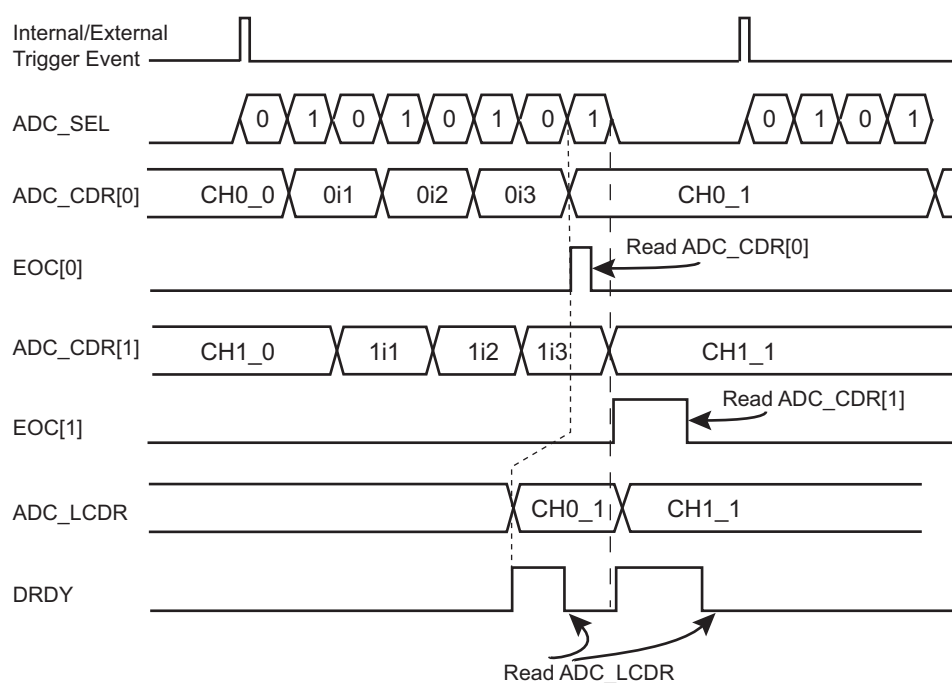 Internal/External
Trigger Event
ADC_SEL 0 1 0 1 0 1 0 1 0 1 0 1
ADC_CDR[0] CH0_0 0i1 0i2 0i3 CH0_1
EOC[0] Read ADC_CDR[0]
ADC_CDR[1] CH1_0 1i1 1i2 1i3 CH1_1
EOC[1] Read ADC_CDR[1]
ADC_LCDR CH0_1 CH1_1
DRDY
Read ADC_LCDR